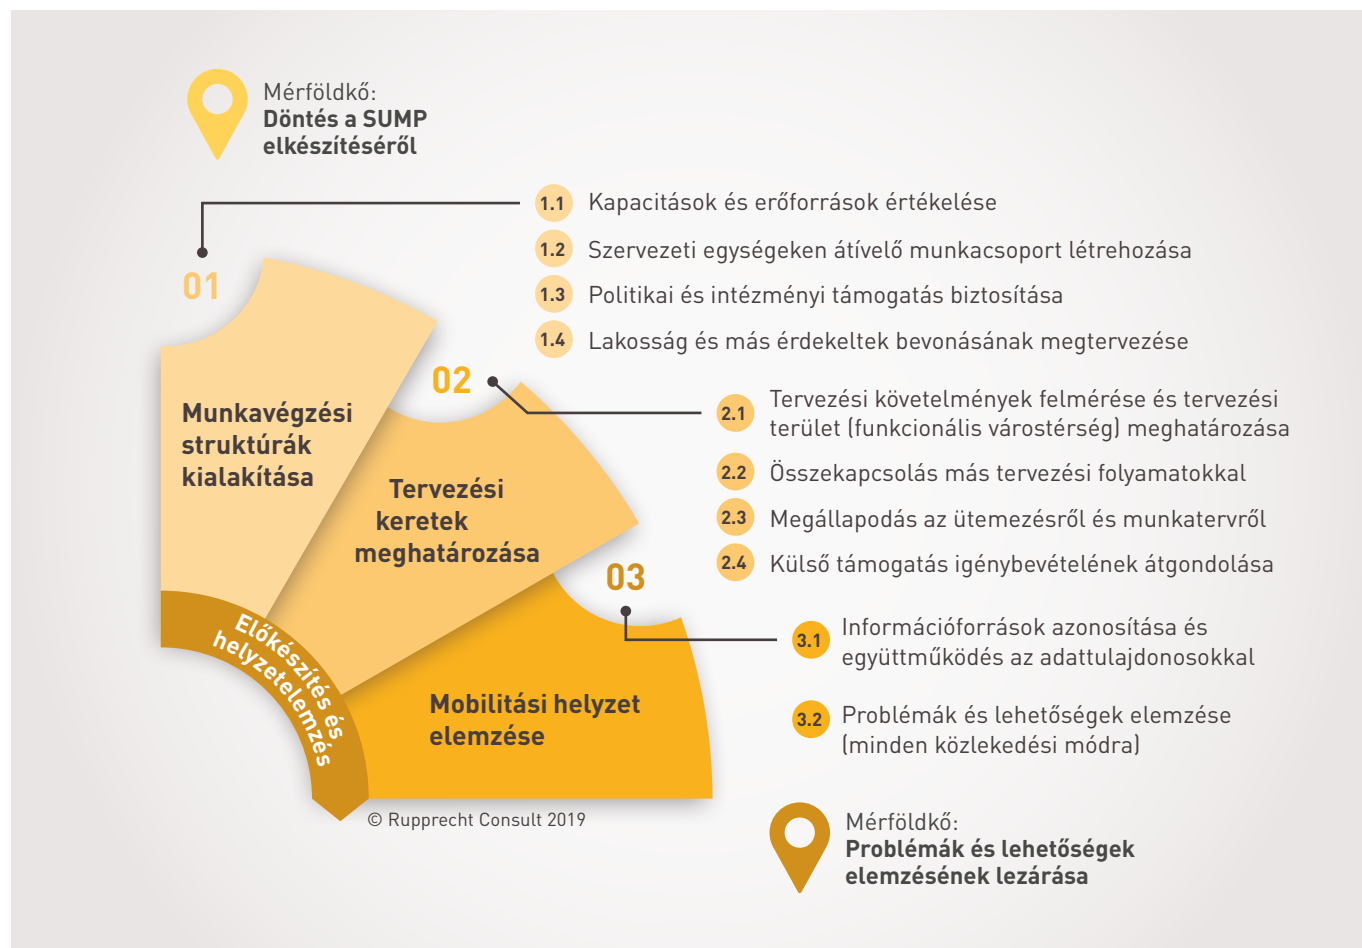 Mérföldkő:
Döntés a SUMP
elkészítéséről
01
1.1 Kapacitások és erőforrások értékelése
1.2 Szervezeti egységeken átívelő munkacsoport létrehozása
1.3 Politikai és intézményi támogatás biztosítása
1.4 Lakosság és más érdekeltek bevonásának megtervezése
Munkavégzési
struktúrák
kialakítása
02
2.1 Tervezési követelmények felmérése és tervezési
terület (funkcionális várostérség) meghatározása
2.2 Összekapcsolás más tervezési folyamatokkal
2.3 Megállapodás az ütemezésről és munkatervről
2.4 Külső támogatás igénybevételének átgondolása
Tervezési
keretek
meghatározása
03
3.1 Információforrások azonosítása és
együttműködés az adattulajdonosokkal
3.2 Problémák és lehetőségek elemzése
(minden közlekedési módra)
Mobilitási helyzet
elemzése
Előkészítés és
helyzetelemzés
© Rupprecht Consult 2019
Mérföldkő:
Problémák és lehetőségek
elemzésének lezárása